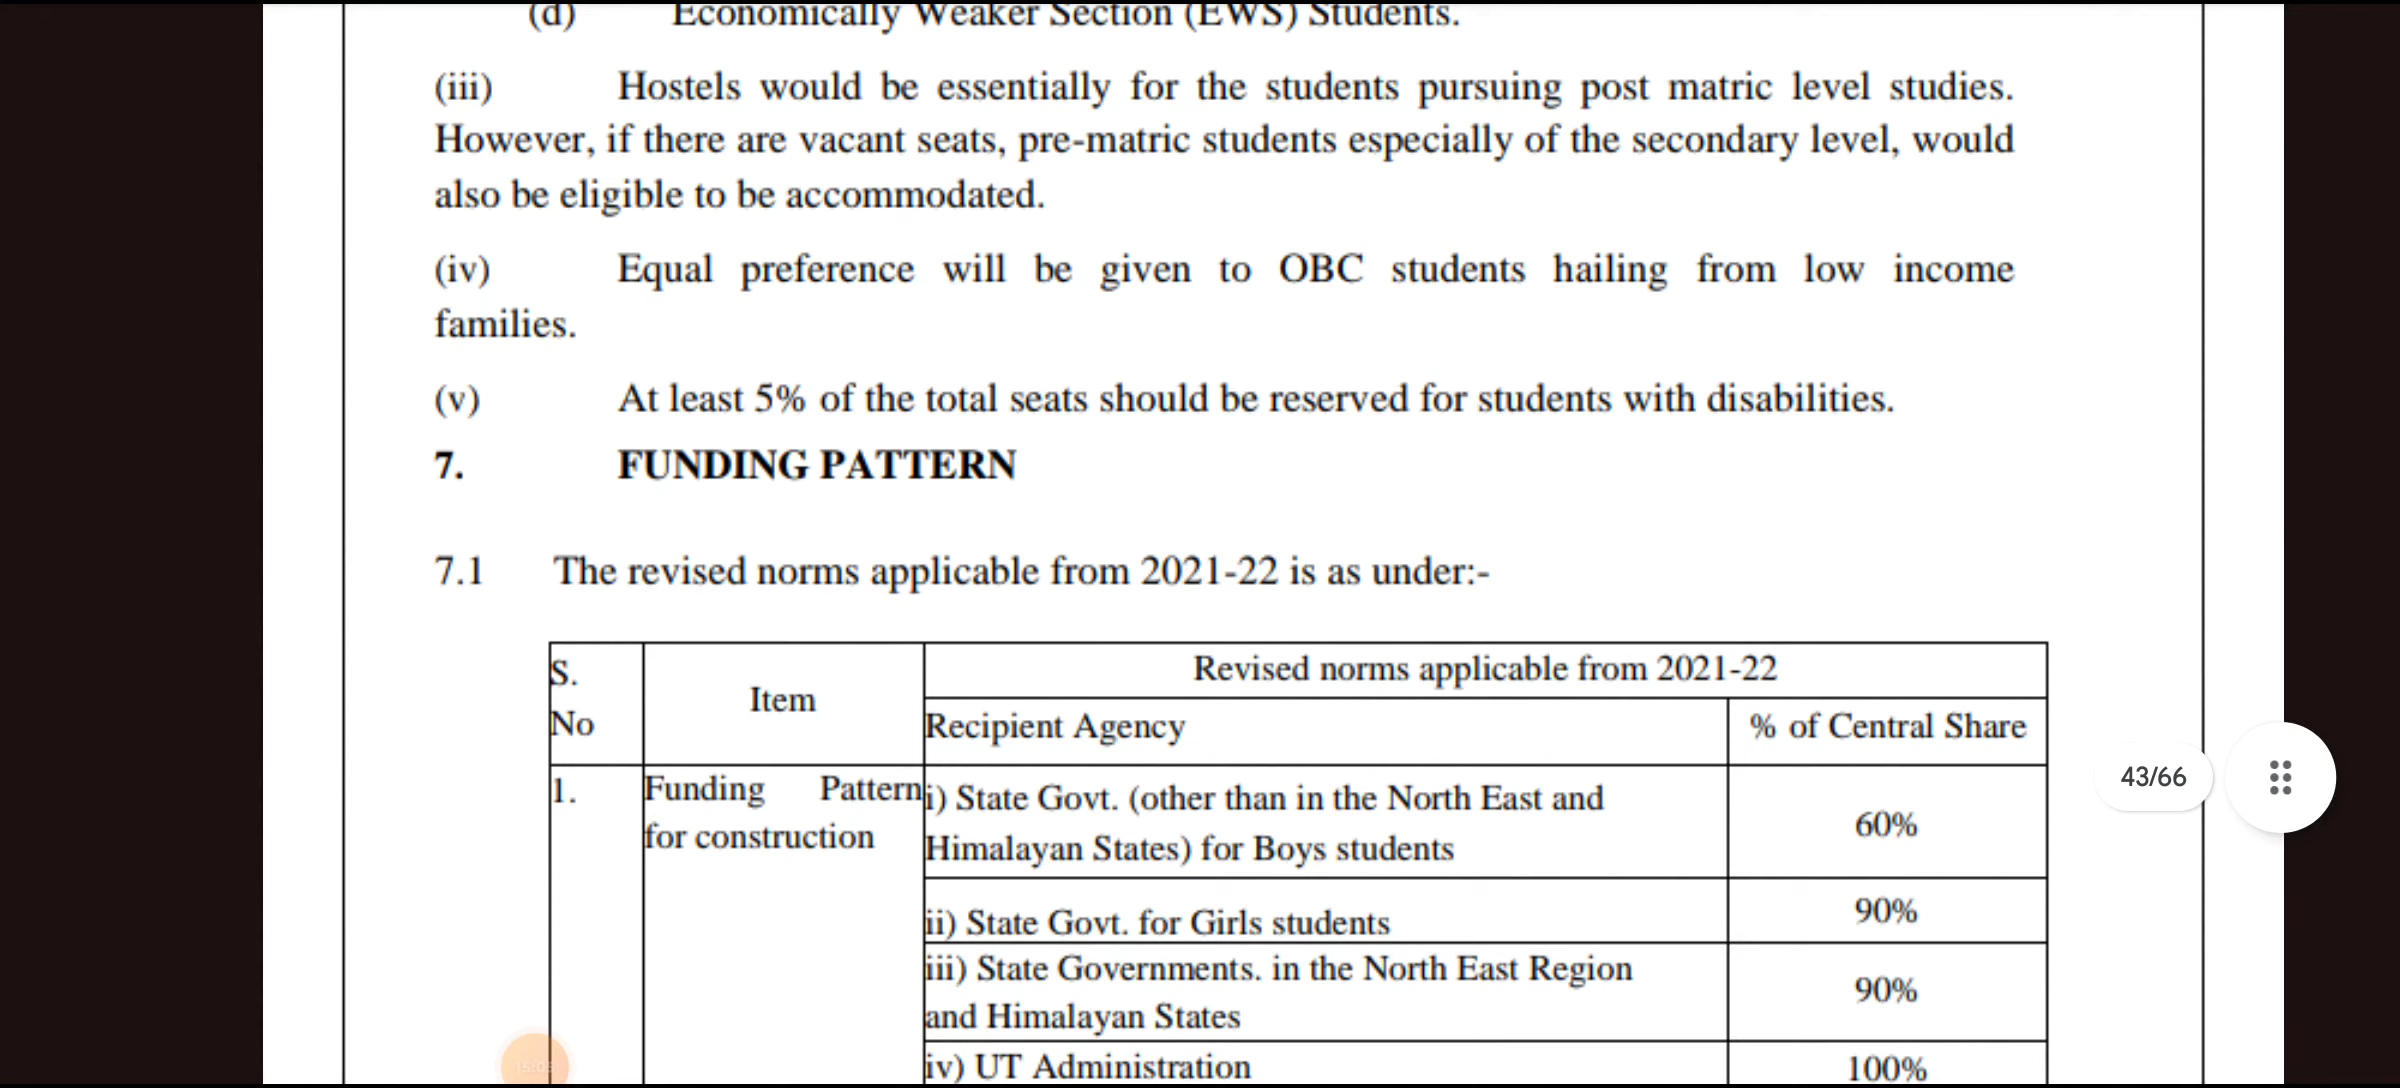 (d) Economically Weaker Section (EWS) Students.
(iii) Hostels would be essentially for the students pursuing post matric level studies.
However, if there are vacant seats, pre-matric students especially of the secondary level, would
also be eligible to be accommodated.
(iv) Equal preference will be given to OBC students hailing from low income
families.
(v) At least 5% of the total seats should be reserved for students with disabilities.
7. FUNDING PATTERN
7.1 The revised norms applicable from 2021-22 is as under:-
S. No
Item
Revised norms applicable from 2021-22
Recipient Agency
% of Central Share
1.
Funding Pattern
for construction
i) State Govt. (other than in the North East and
Himalayan States) for Boys students
60%
ii) State Govt. for Girls students
90%
iii) State Governments. in the North East Region
and Himalayan States
90%
iv) UT Administration
100%
43/66